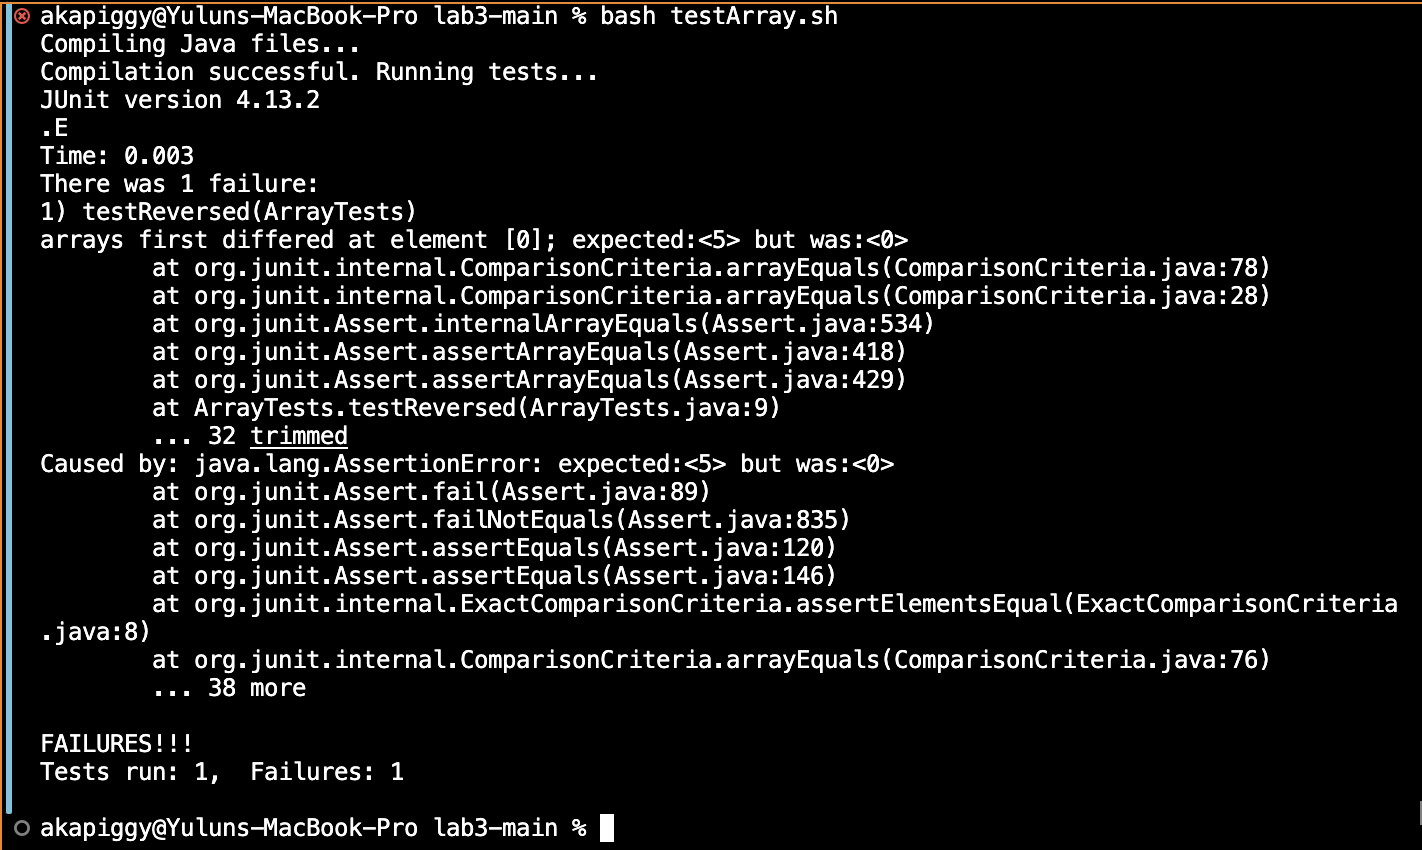 akapiggy@Yuluns-MacBook-Pro lab3-main % bash testArray.sh
Compiling Java files...
Compilation successful. Running tests...
JUnit version 4.13.2
.E
Time: 0.003
There was 1 failure:
1) testReversed(ArrayTests)
arrays first differed at element [0]; expected:<5> but was:<0>
        at org.junit.internal.ComparisonCriteria.arrayEquals(ComparisonCriteria.java:78)
        at org.junit.internal.ComparisonCriteria.arrayEquals(ComparisonCriteria.java:28)
        at org.junit.Assert.internalArrayEquals(Assert.java:534)
        at org.junit.Assert.assertArrayEquals(Assert.java:418)
        at org.junit.Assert.assertArrayEquals(Assert.java:429)
        at ArrayTests.testReversed(ArrayTests.java:9)
        ... 32 trimmed
Caused by: java.lang.AssertionError: expected:<5> but was:<0>
        at org.junit.Assert.fail(Assert.java:89)
        at org.junit.Assert.failNotEquals(Assert.java:835)
        at org.junit.Assert.assertEquals(Assert.java:120)
        at org.junit.Assert.assertEquals(Assert.java:146)
        at org.junit.internal.ExactComparisonCriteria.assertElementsEqual(ExactComparisonCriteria
.java:8)
        at org.junit.internal.ComparisonCriteria.arrayEquals(ComparisonCriteria.java:76)
        ... 38 more

FAILURES!!!
Tests run: 1,  Failures: 1

akapiggy@Yuluns-MacBook-Pro lab3-main %